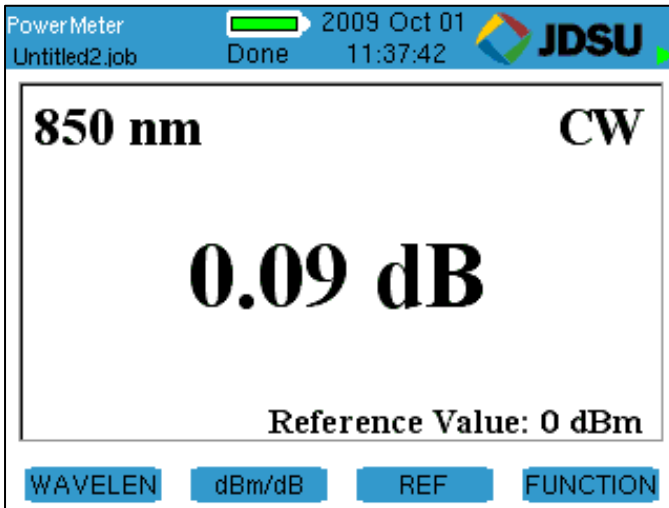 PowerMeter 2009 Oct 01 JDSU
Untitled2.job Done 11:37:42
850 nm CW
0.09 dB
Reference Value: 0 dBm
WAVELEN dBm/dB REF FUNCTION